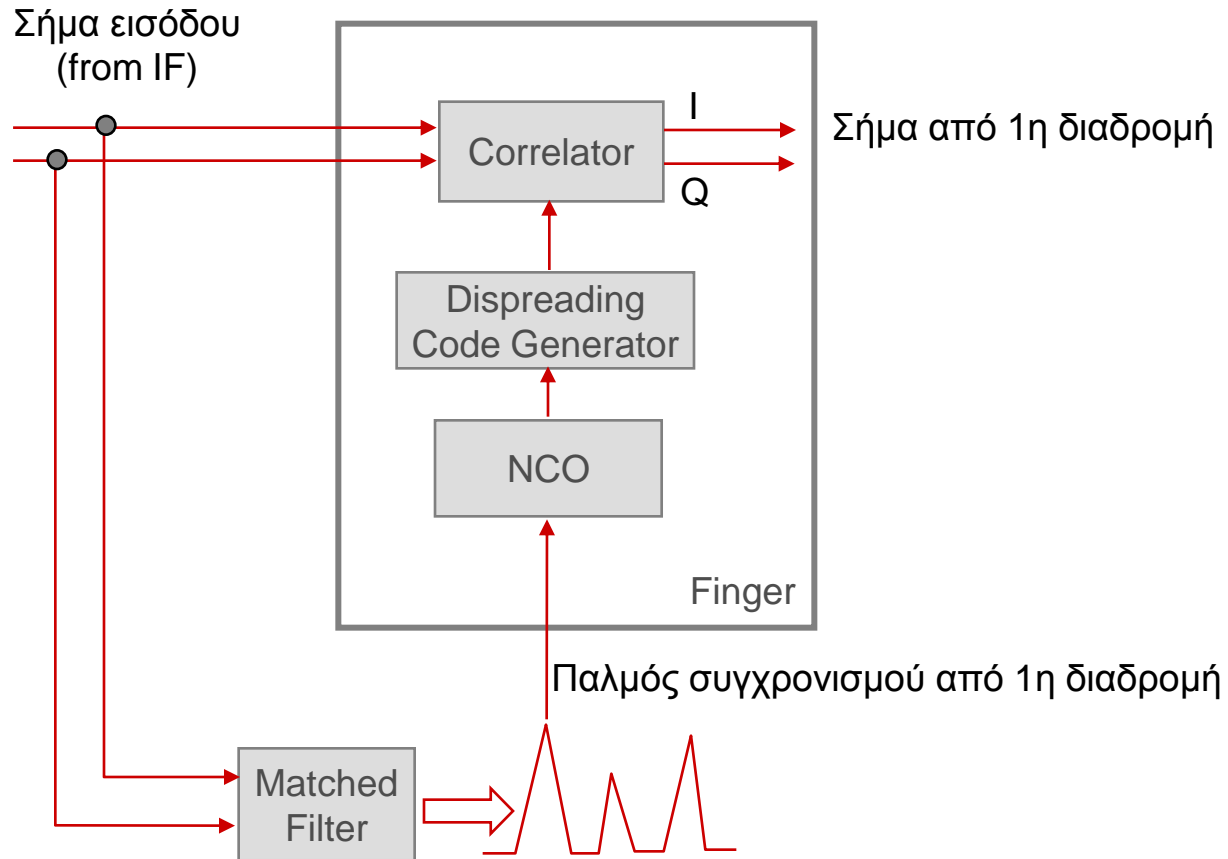 Σήμα εισόδου
(from IF)
I
Correlator
Σήμα από 1η διαδρομή
Q
Dispreading
Code Generator
NCO
Finger
Παλμός συγχρονισμού από 1η διαδρομή
Matched
Filter